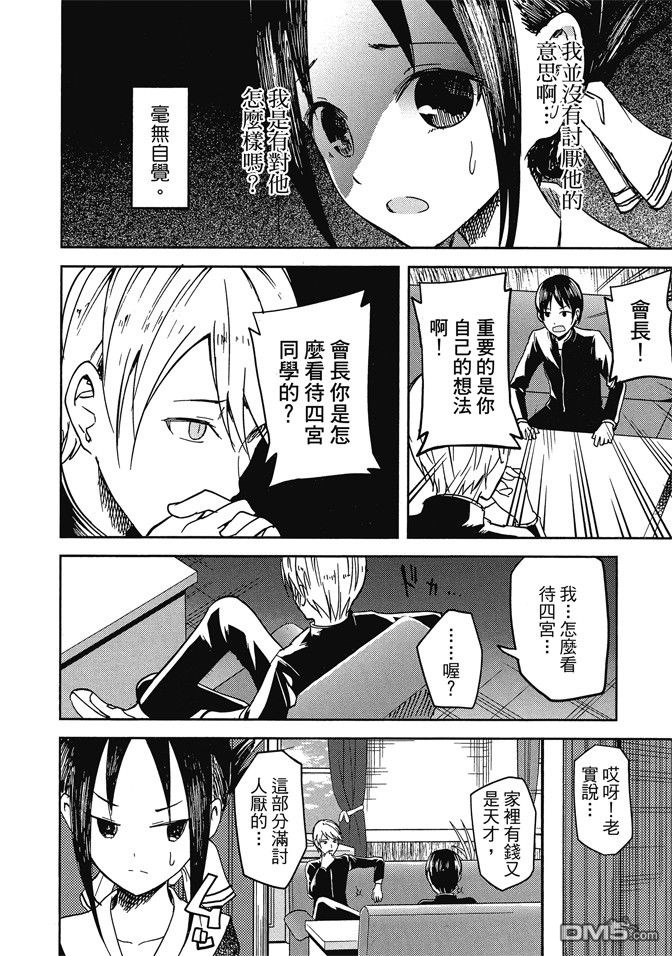 我並沒有討厭他的
意思啊…
我是有對他
怎麼樣嗎？
毫無自覺。
會長！
重要的是你
自己的想法
啊！
會長你是怎
麼看待四宮
同學的？
我…怎麼看
待四宮…
……喔？
哎呀！老
實說…
家裡有錢又
是天才，
這部分滿討
人厭的…
DM5.com